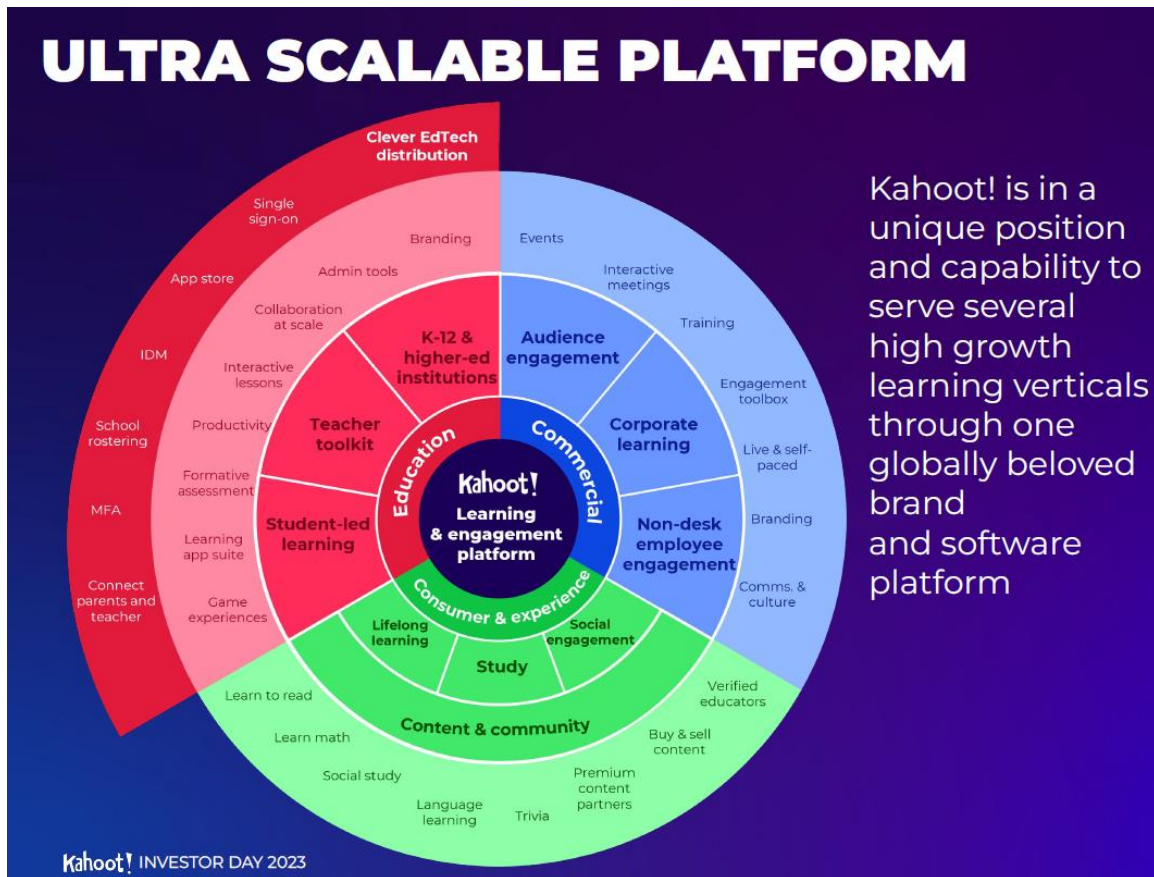 ULTRA SCALABLE PLATFORM
Clever EdTech
distribution
Single
sign-on
App store
IDM
School
rostering
MFA
Connect
parents and
teacher
Branding
Admin tools
Collaboration
at scale
Interactive
lessons
Productivity
Formative
assessment
Learning
app suite
Game
experiences
K-12 &
higher-ed
institutions
Teacher
toolkit
Student-led
learning
Education
Kahoot!
Learning
& engagement
platform
Commercial
Audience
engagement
Corporate
learning
Non-desk
employee
engagement
Events
Interactive
meetings
Training
Engagement
toolbox
Live & self-
paced
Branding
Comms. &
culture
Consumer & experience
Lifelong
learning
Study
Social
engagement
Content & community
Learn to read
Learn math
Social study
Language
learning
Trivia
Premium
content
partners
Buy & sell
content
Verified
educators
Kahoot! is in a
unique position
and capability to
serve several
high growth
learning verticals
through one
globally beloved
brand
and software
platform
Kahoot! INVESTOR DAY 2023